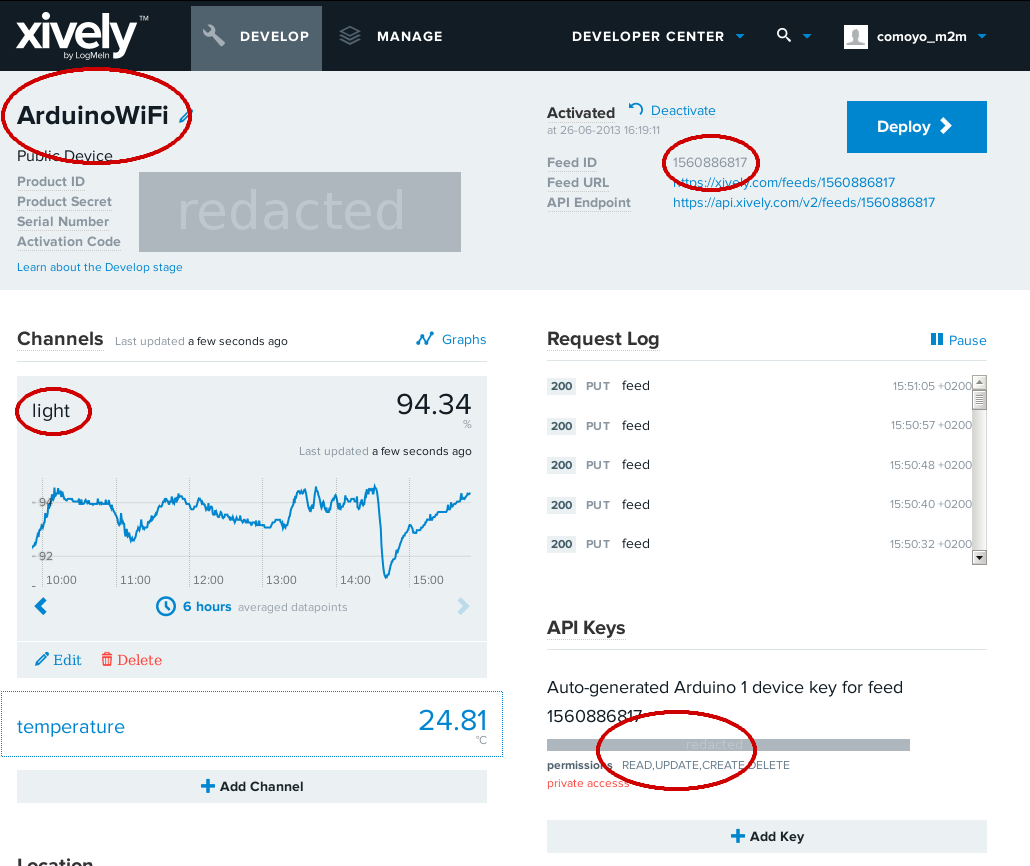 xively™
by LogMeIn
DEVELOP
MANAGE
DEVELOPER CENTER
comoyo_m2m
ArduinoWiFi
Public Device
Product ID
Product Secret
Serial Number
Activation Code
redacted
Learn about the Develop stage
Activated Deactivate
at 26-06-2013 16:19:11
Feed ID 1560886817
Feed URL https://xively.com/feeds/1560886817
API Endpoint https://api.xively.com/v2/feeds/1560886817
Deploy
Channels Last updated a few seconds ago Graphs
light 94.34
%
Last updated a few seconds ago
94
92
10:00 11:00 12:00 13:00 14:00 15:00
6 hours averaged datapoints
Edit Delete
temperature 24.81
°C
+ Add Channel
Location
Request Log Pause
200 PUT feed 15:51:05 +0200
200 PUT feed 15:50:57 +0200
200 PUT feed 15:50:48 +0200
200 PUT feed 15:50:40 +0200
200 PUT feed 15:50:32 +0200
API Keys
Auto-generated Arduino 1 device key for feed
1560886817
redacted
permissions READ,UPDATE,CREATE,DELETE
private accesss
+ Add Key